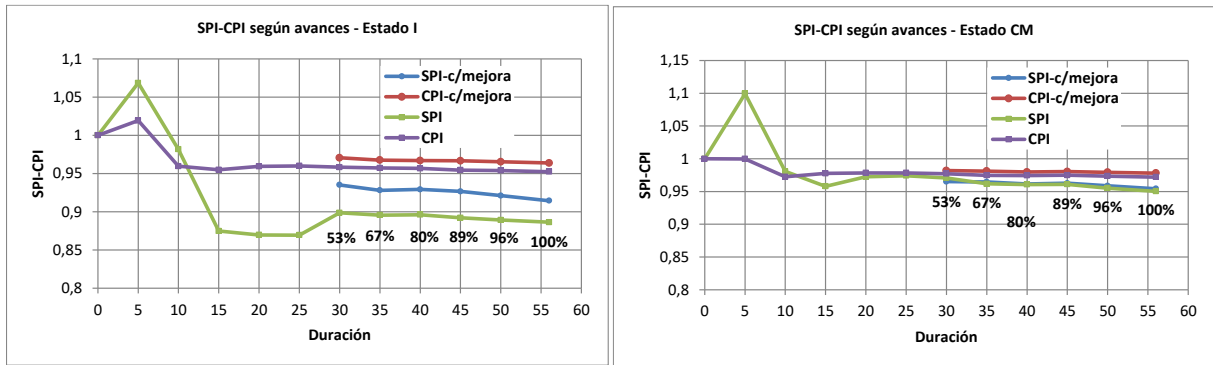 SPI-CPI según avances - Estado I
1,1
1,05
1
0,95
0,9
0,85
0,8
SPI-CPI
SPI-c/mejora
CPI-c/mejora
SPI
CPI
53% 67% 80% 89% 96% 100%
0 5 10 15 20 25 30 35 40 45 50 55 60
Duración
SPI-CPI según avances - Estado CM
1,15
1,1
1,05
1
0,95
0,9
0,85
0,8
SPI-CPI
SPI-c/mejora
CPI-c/mejora
SPI
CPI
53% 67% 80% 89% 96% 100%
0 5 10 15 20 25 30 35 40 45 50 55 60
Duración